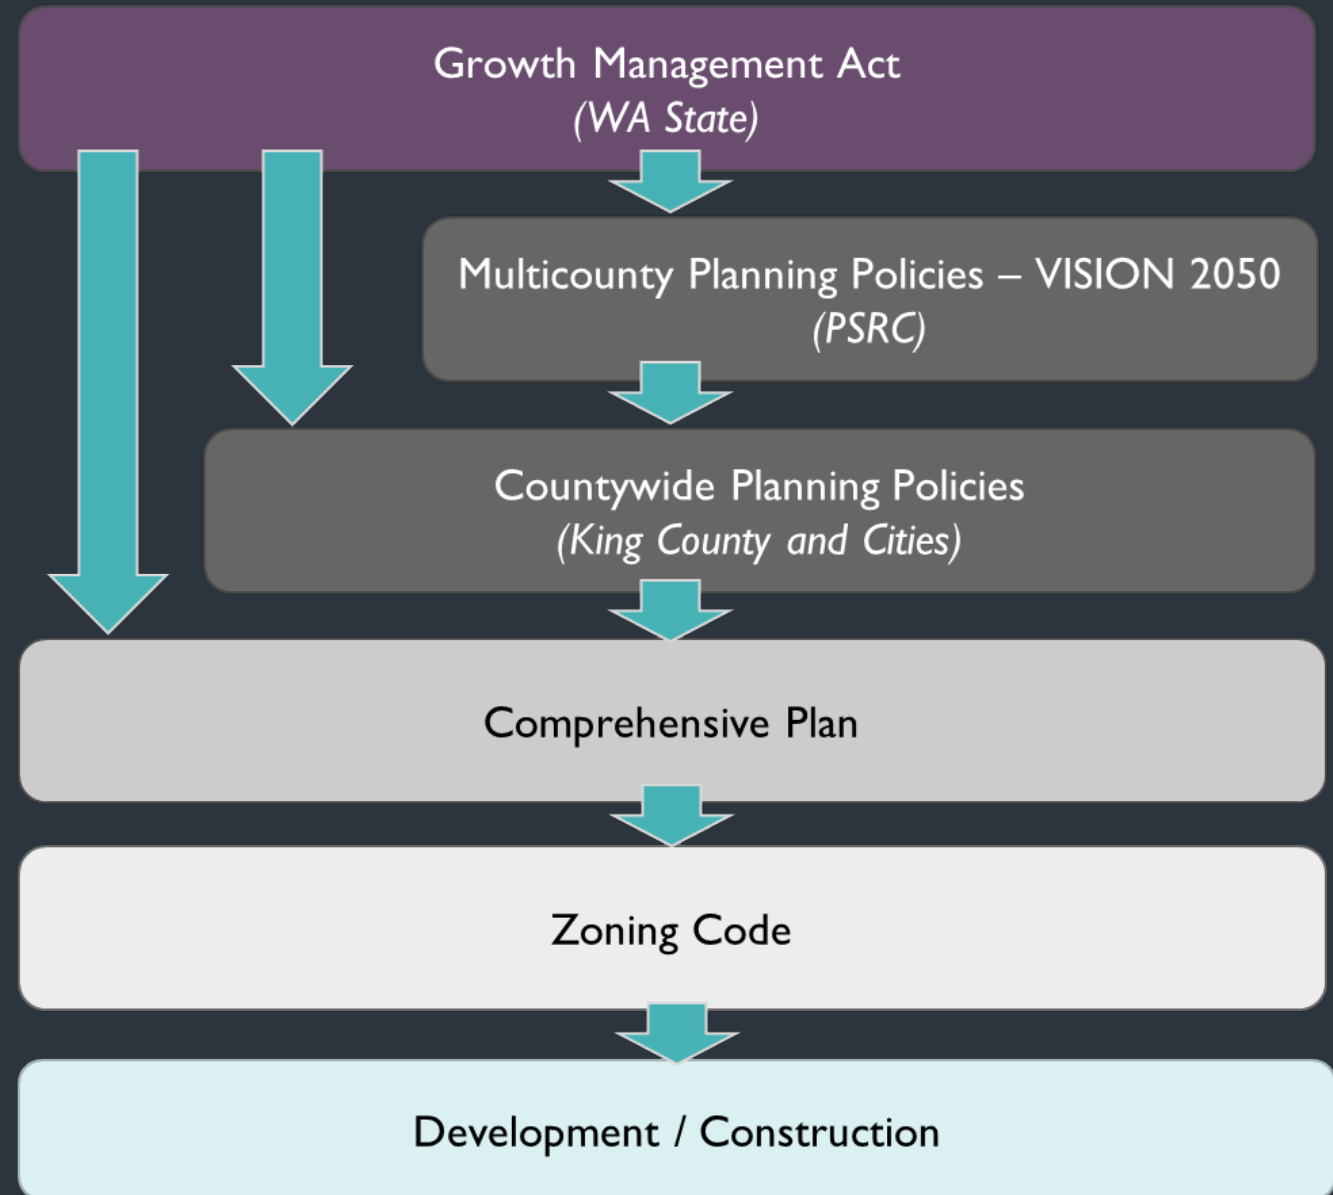 Growth Management Act
(WA State)
Multicounty Planning Policies – VISION 2050
(PSRC)
Countywide Planning Policies
(King County and Cities)
Comprehensive Plan
Zoning Code
Development / Construction